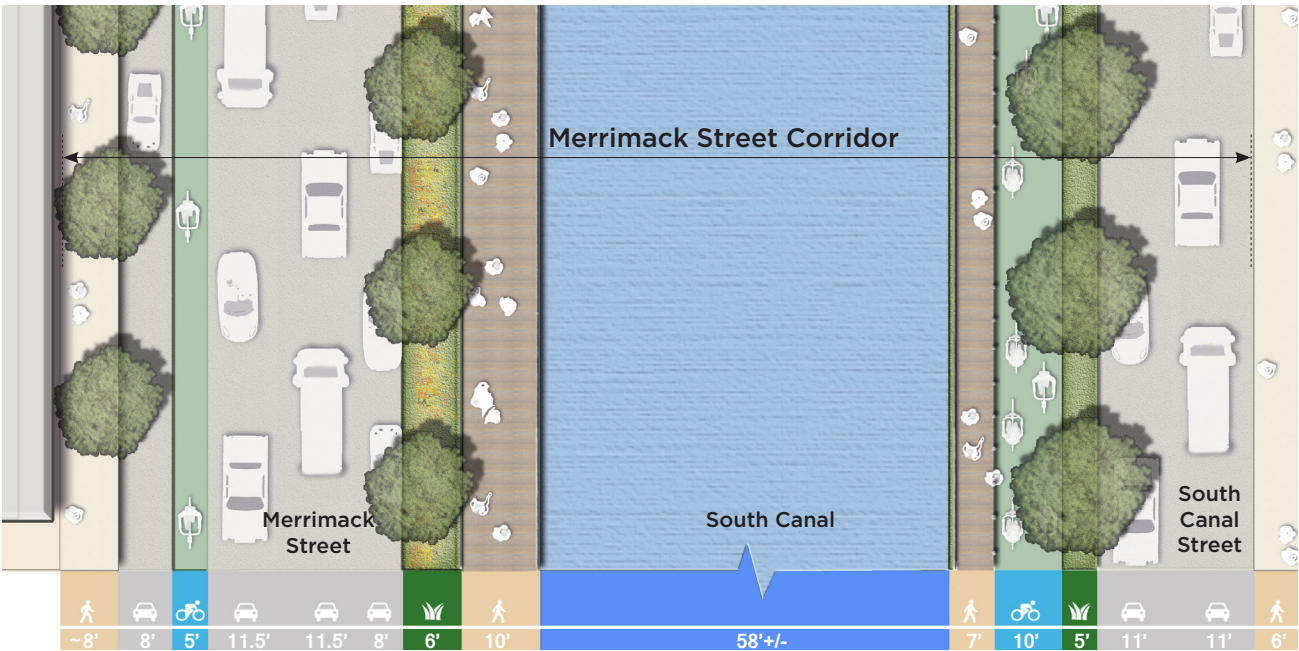 Merrimack Street Corridor
Merrimack
Street
South Canal
South
Canal
Street
~8' 8' 5' 11.5' 11.5' 8' 6' 10' 58'+/- 7' 10' 5' 11' 11' 6'